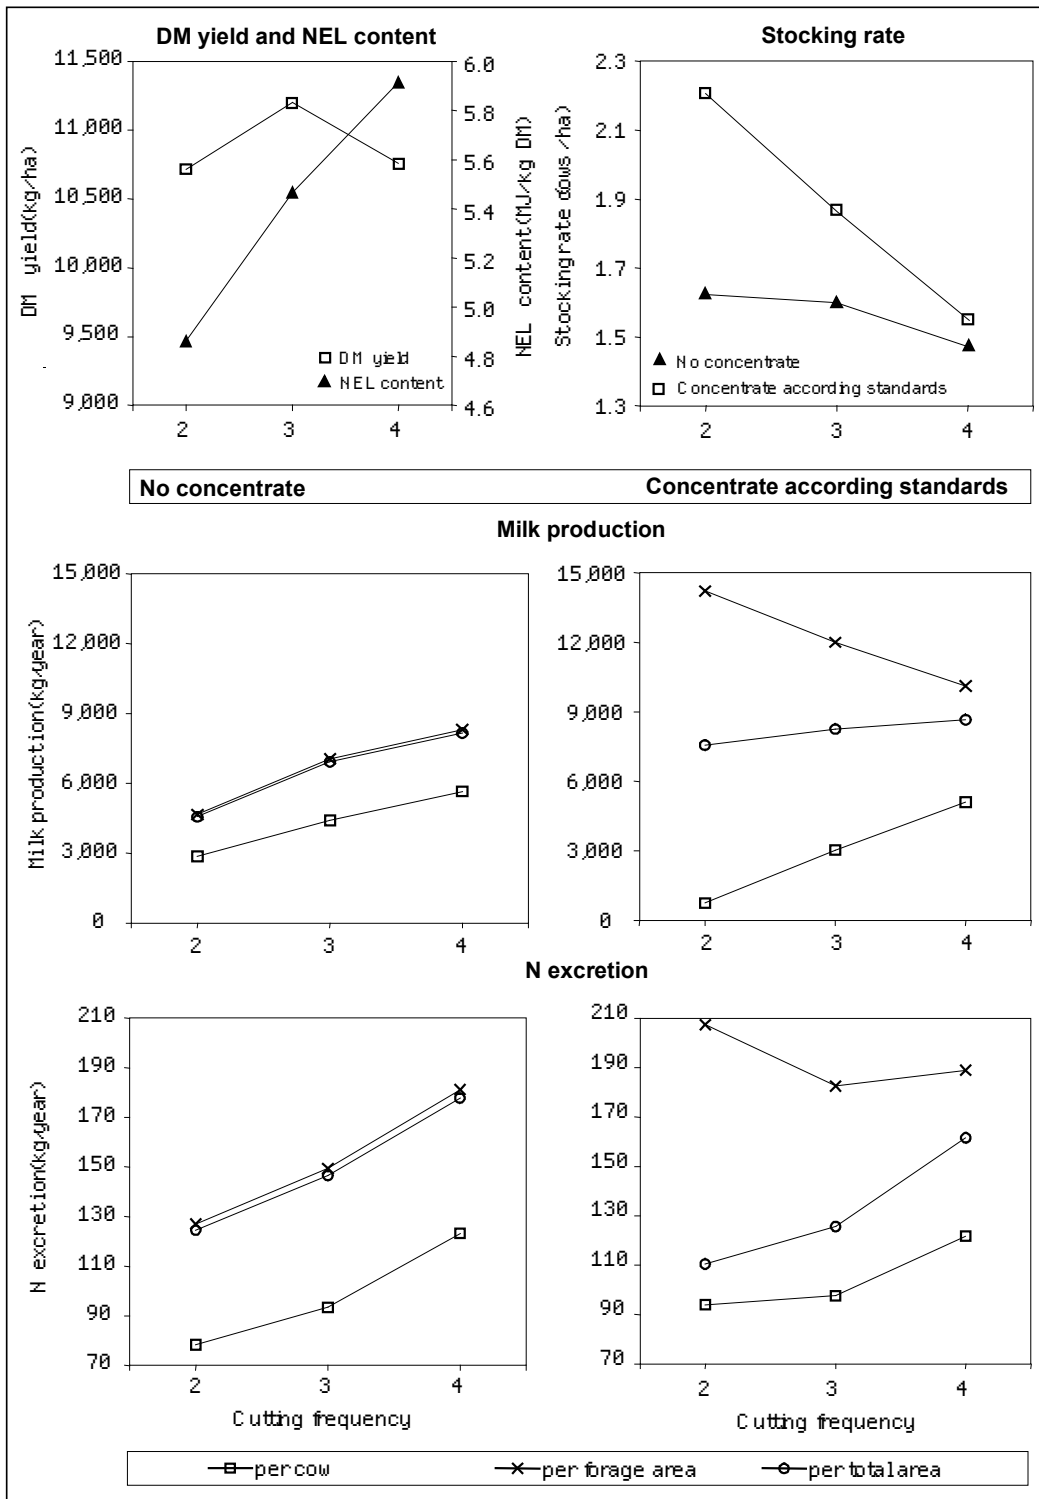 DM yield and NEL content
Stocking rate
11,500
11,000
10,500
10,000
9,500
9,000
DM yield(kg/ha)
6.0
5.8
5.6
5.4
5.2
5.0
4.8
4.6
NEL content(MJ/kg DM)
DM yield
NEL content
2 3 4
2.3
2.1
1.9
1.7
1.5
1.3
Stocking rate dows/ha)
No concentrate
Concentrate according standards
2 3 4
No concentrate
Concentrate according standards
Milk production
15,000
12,000
9,000
6,000
3,000
0
Milk production(kg/year)
2 3 4
15,000
12,000
9,000
6,000
3,000
0
2 3 4
N excretion
210
190
170
150
130
110
90
70
N excretion(kg/year)
2 3 4
Cutting frequency
210
190
170
150
130
110
90
70
2 3 4
Cutting frequency
per cow
per forage area
per total area